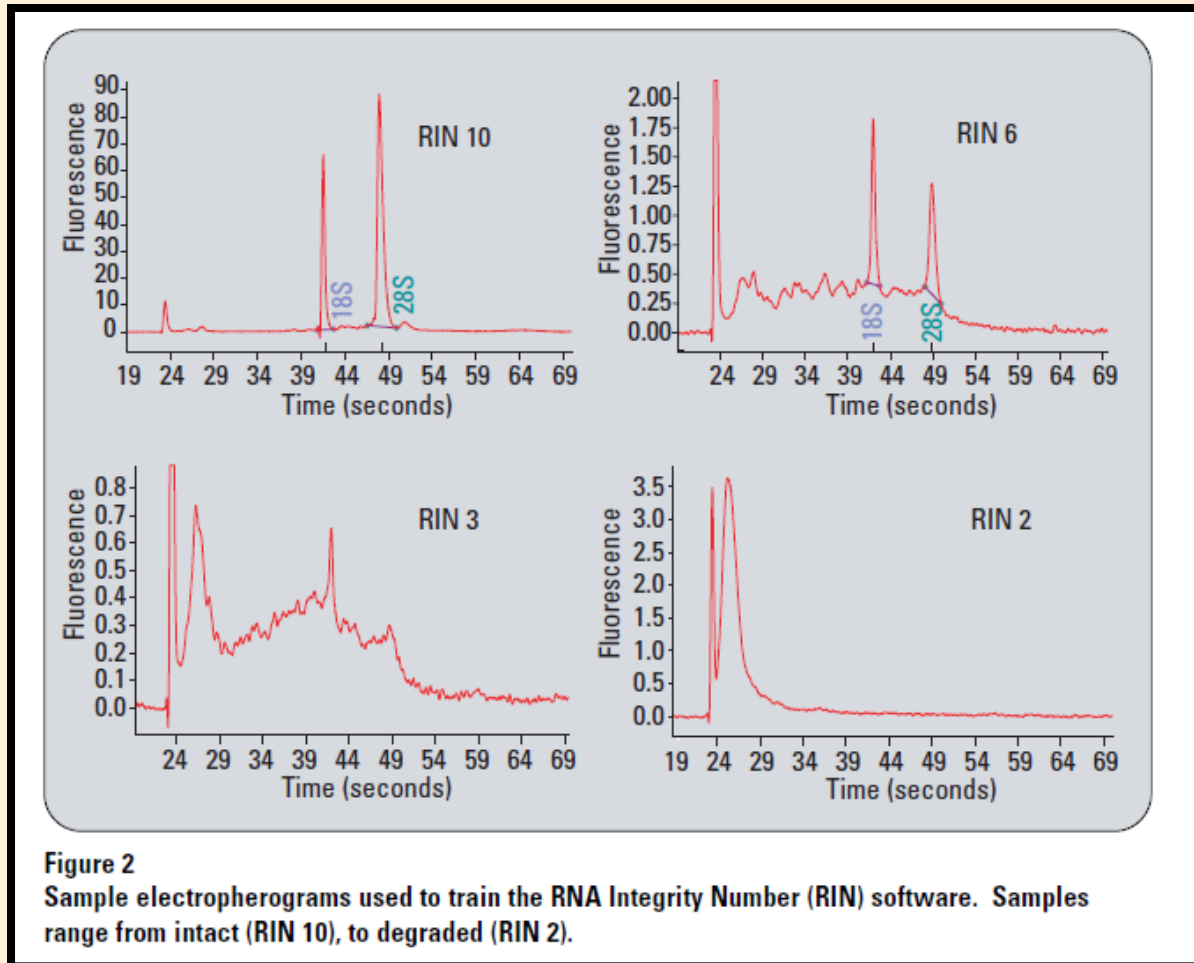 90
80
70
60
50
40
30
20
10
0
Fluorescence
RIN 10
18S
28S
19 24 29 34 39 44 49 54 59 64 69
Time (seconds)
2.00
1.75
1.50
1.25
1.00
0.75
0.50
0.25
0.00
Fluorescence
RIN 6
18S
28S
24 29 34 39 44 49 54 59 64 69
Time (seconds)
0.8
0.7
0.6
0.5
0.4
0.3
0.2
0.1
0.0
Fluorescence
RIN 3
24 29 34 39 44 49 54 59 64 69
Time (seconds)
3.5
3.0
2.5
2.0
1.5
1.0
0.5
0.0
Fluorescence
RIN 2
19 24 29 34 39 44 49 54 59 64 69
Time (seconds)
Figure 2
Sample electropherograms used to train the RNA Integrity Number (RIN) software. Samples
range from intact (RIN 10), to degraded (RIN 2).